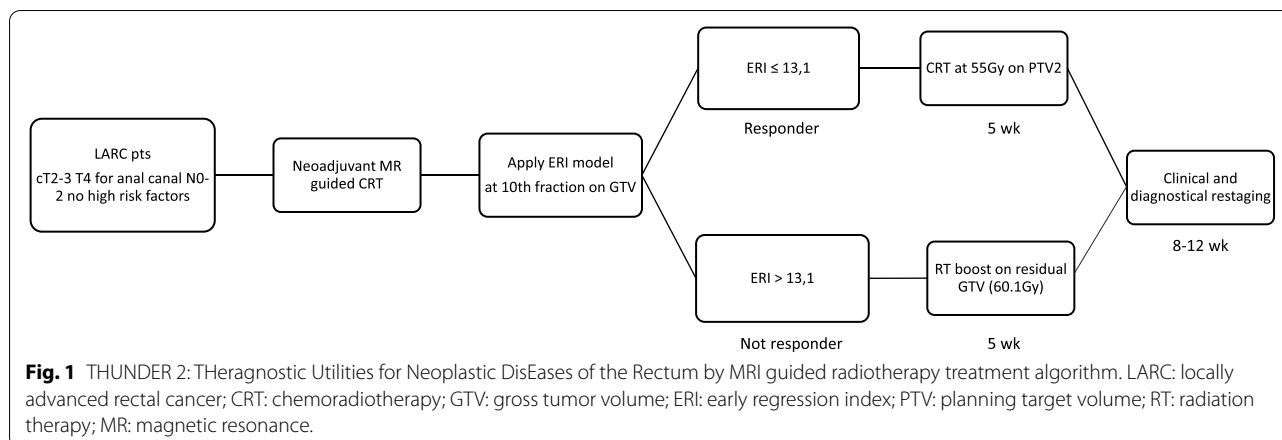 LARC pts
cT2-3 T4 for anal canal N0-
2 no high risk factors
Neoadjuvant MR
guided CRT
Apply ERI model
at 10th fraction on GTV
ERI ≤ 13,1
Responder
CRT at 55Gy on PTV2
5 wk
ERI > 13,1
Not responder
RT boost on residual
GTV (60.1Gy)
5 wk
Clinical and
diagnostical restaging
8-12 wk
Fig. 1 THUNDER 2: THeragnostic Utilities for Neoplastic DisEases of the Rectum by MRI guided radiotherapy treatment algorithm. LARC: locally
advanced rectal cancer; CRT: chemoradiotherapy; GTV: gross tumor volume; ERI: early regression index; PTV: planning target volume; RT: radiation
therapy; MR: magnetic resonance.